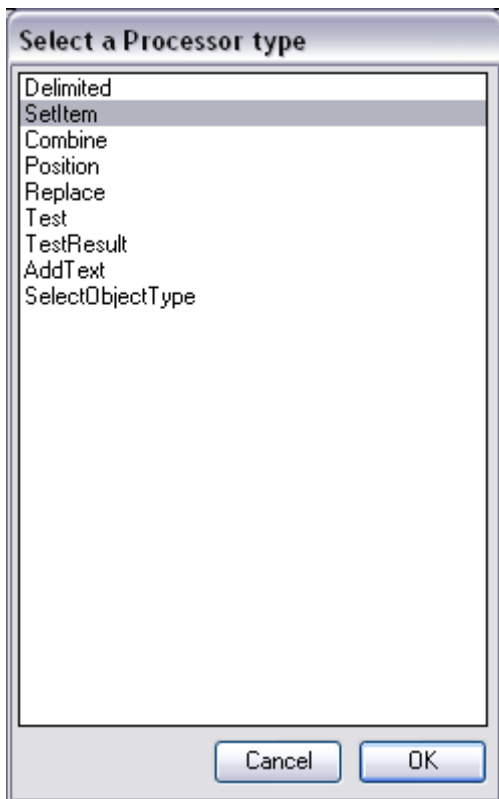 Select a Processor type
Delimited
SetItem
Combine
Position
Replace
Test
TestResult
AddText
SelectObjectType
Cancel OK